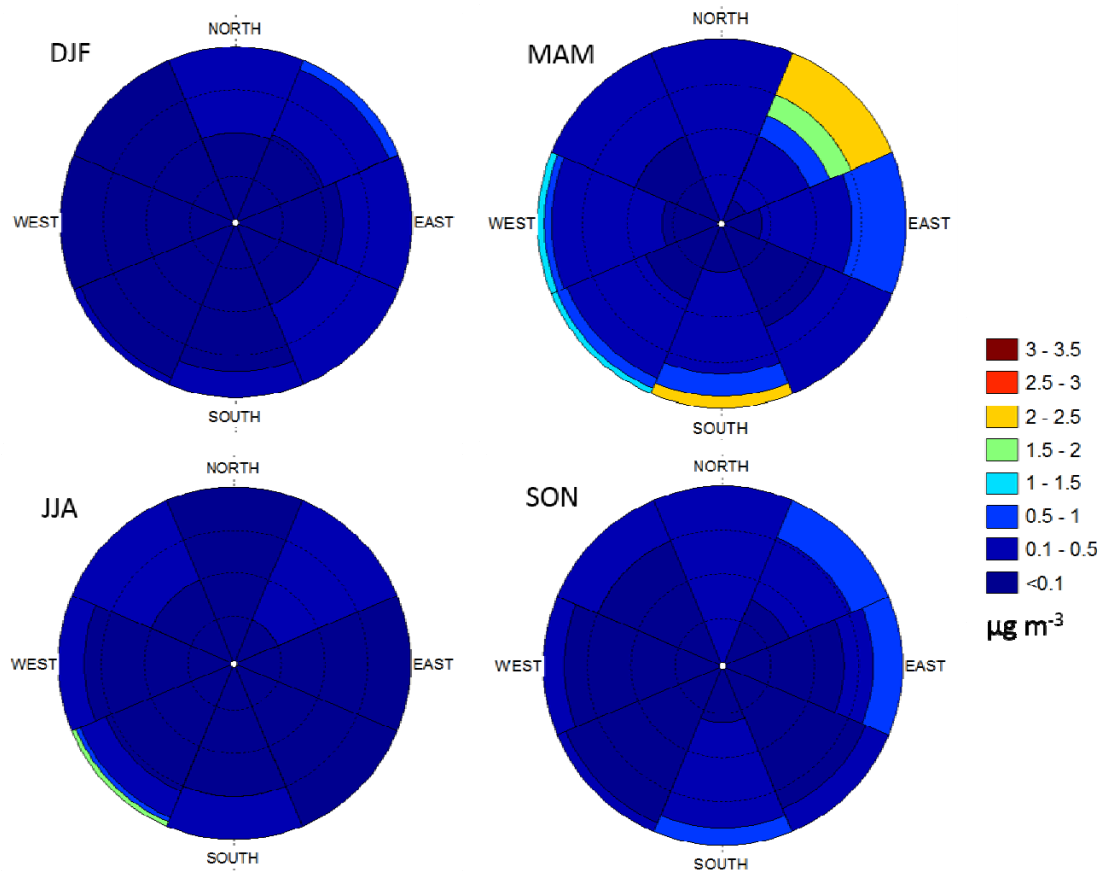 NORTH
DJF
WEST
EAST
SOUTH
NORTH
MAM
WEST
EAST
SOUTH
NORTH
JJA
WEST
EAST
SOUTH
NORTH
SON
WEST
EAST
SOUTH
3 - 3.5
2.5 - 3
2 - 2.5
1.5 - 2
1 - 1.5
0.5 - 1
0.1 - 0.5
<0.1
µg m⁻³